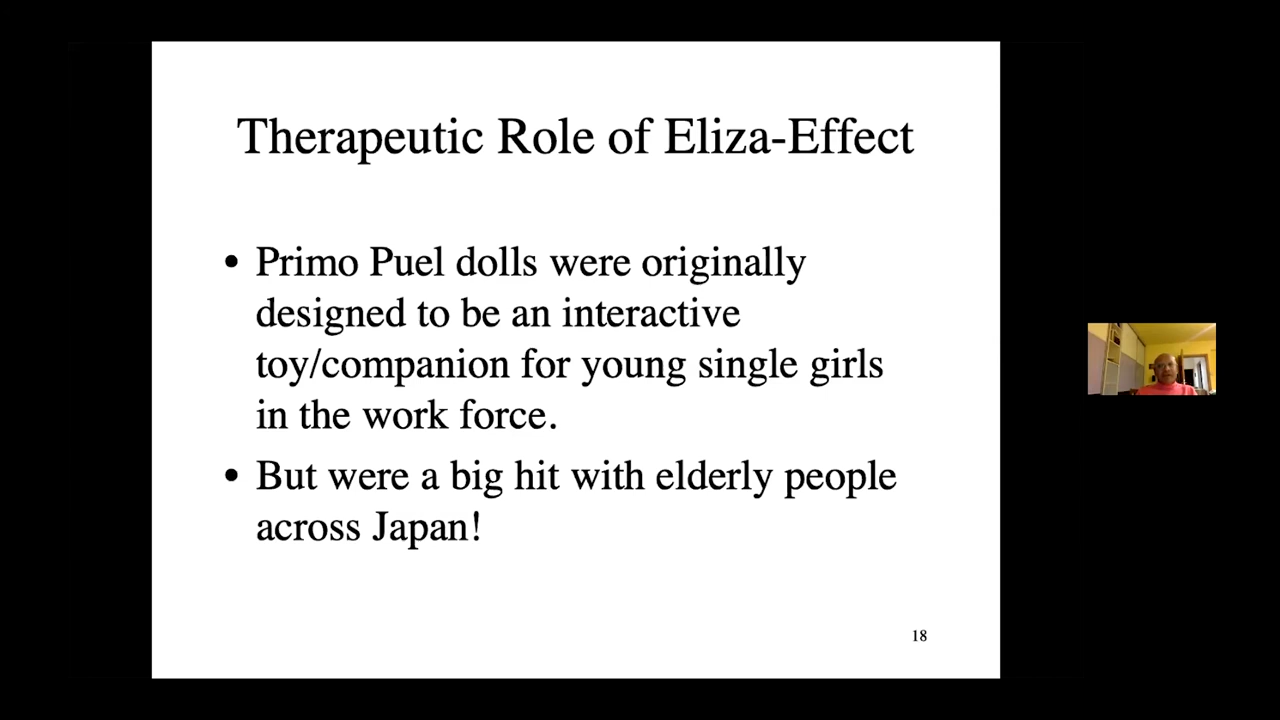 Therapeutic Role of Eliza-Effect
• Primo Puel dolls were originally
designed to be an interactive
toy/companion for young single girls
in the work force.
• But were a big hit with elderly people
across Japan!
18